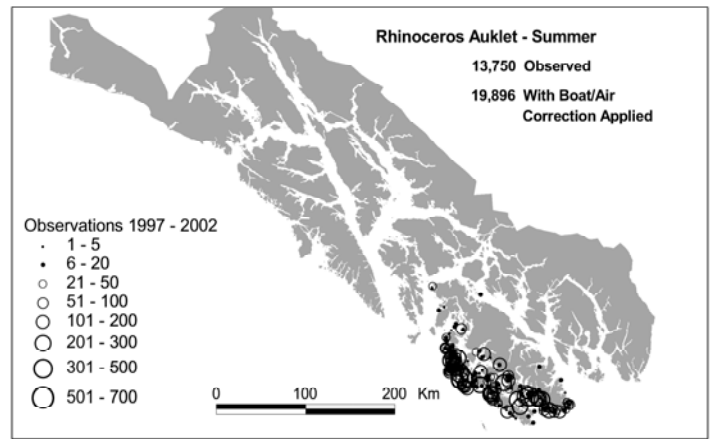 Rhinoceros Auklet - Summer
13,750 Observed
19,896 With Boat/Air
Correction Applied
Observations 1997 - 2002
1 - 5
6 - 20
21 - 50
51 - 100
101 - 200
201 - 300
301 - 500
501 - 700
0 100 200 Km